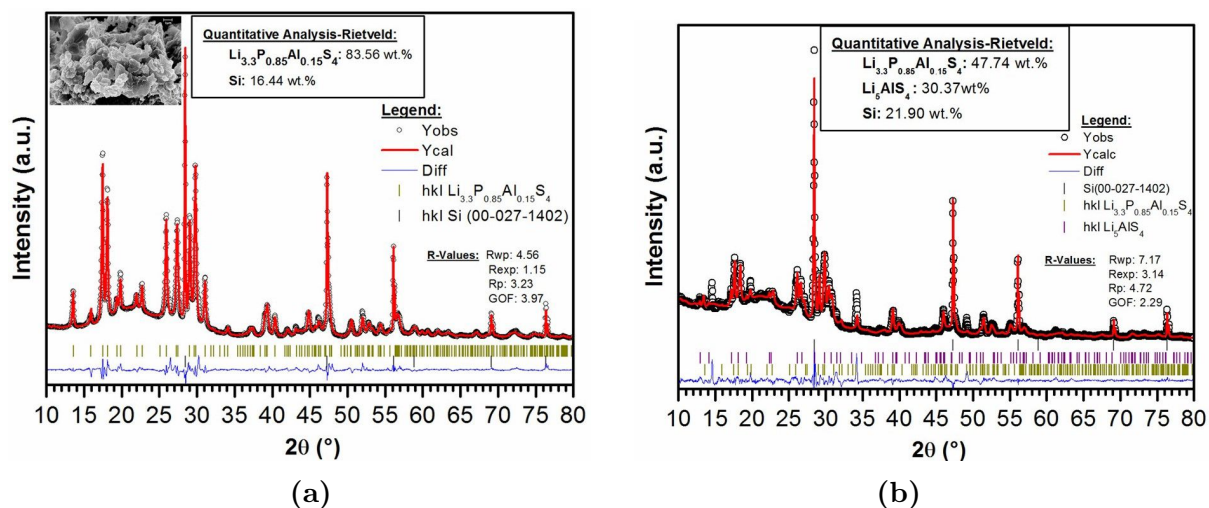 Quantitative Analysis-Rietveld:
Li3.3P0.85Al0.15S4: 83.56 wt.%
Si: 16.44 wt.%
Legend:
Yobs
Ycal
Diff
hkl Li3.3P0.85Al0.15S4
hkl Si (00-027-1402)
R-Values: Rwp: 4.56
Rexp: 1.15
Rp: 3.23
GOF: 3.97
Intensity (a.u.)
10 15 20 25 30 35 40 45 50 55 60 65 70 75 80
2θ (°)
(a)
Quantitative Analysis-Rietveld:
Li3.3P0.85Al0.15S4: 47.74 wt.%
Li5AlS4: 30.37wt%
Si: 21.90 wt.%
Legend:
Yobs
Ycalc
Diff
Si(00-027-1402)
hkl Li3.3P0.85Al0.15S4
hkl Li5AlS4
R-Values: Rwp: 7.17
Rexp: 3.14
Rp: 4.72
GOF: 2.29
Intensity (a.u.)
10 15 20 25 30 35 40 45 50 55 60 65 70 75 80
2θ (°)
(b)